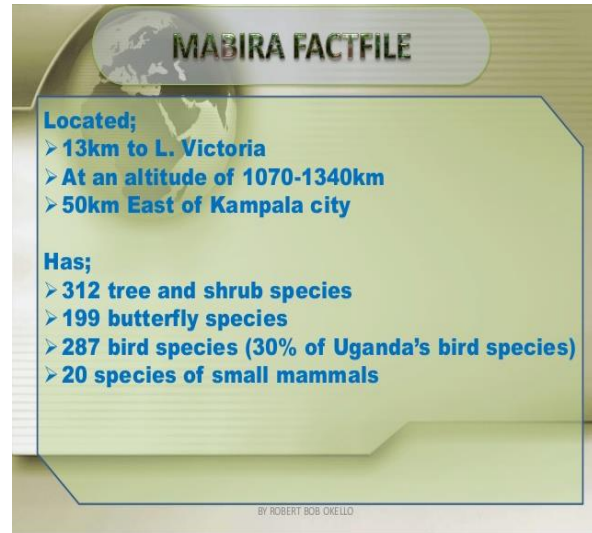 MABIRA FACTFILE
Located;
➢13km to L. Victoria
➢At an altitude of 1070-1340km
➢50km East of Kampala city
Has;
➢312 tree and shrub species
➢199 butterfly species
➢287 bird species (30% of Uganda's bird species)
➢20 species of small mammals
BY ROBERT BOB OKELLO